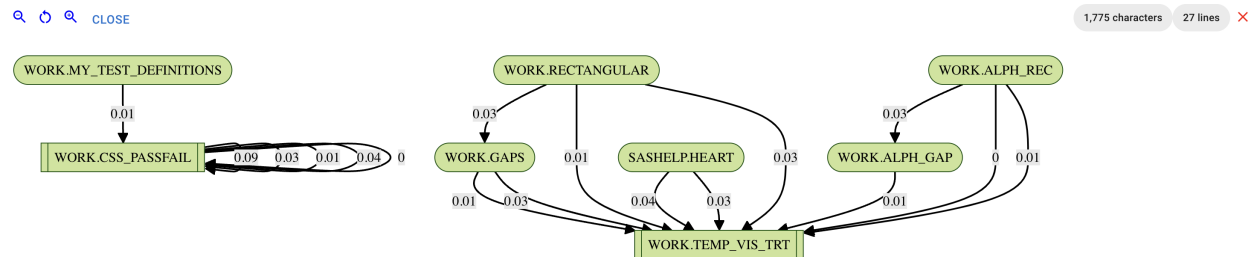 CLOSE
1,775 characters
27 lines
WORK.MY_TEST_DEFINITIONS
WORK.RECTANGULAR
WORK.ALPH_REC
0.01
0.03
0.03
WORK.CSS_PASSFAIL
0.09
0.03
0.01
0.04
0
WORK.GAPS
0.01
SASHELP.HEART
0.03
WORK.ALPH_GAP
0
0.01
0.01
0.03
0.04
0.03
0.01
WORK.TEMP_VIS_TRT